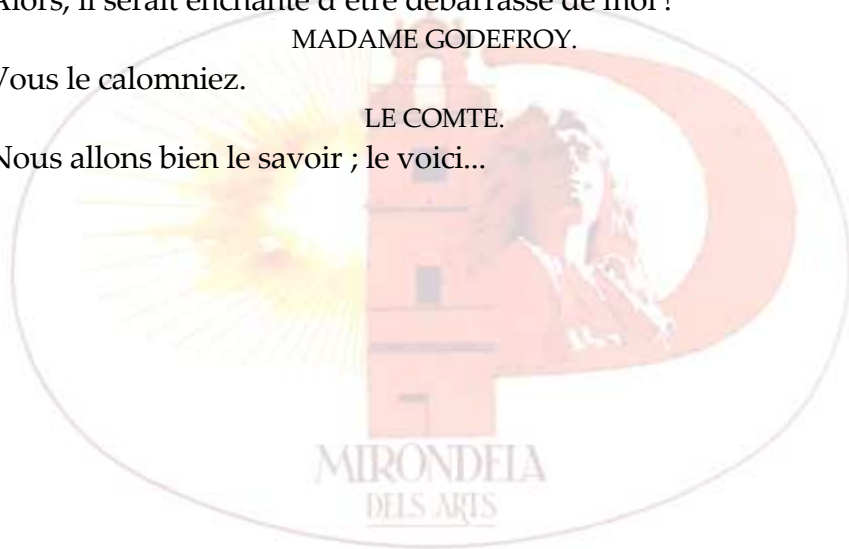 Alors, il serait enchanté d'être débarrassé de moi !
MADAME GODEFROY.
Vous le calomniez.
LE COMTE.
Nous allons bien le savoir ; le voici...
MIRONDELA
DELS ARTS